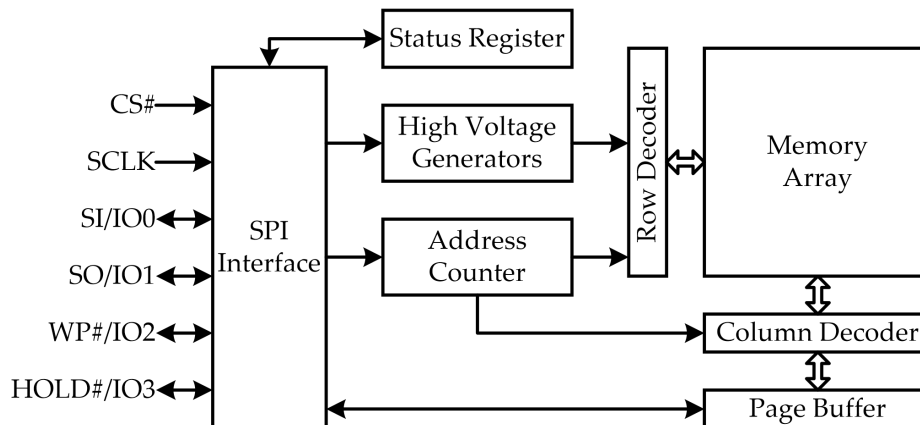 Status Register
CS#
SCLK
SI/IO0
SO/IO1
WP#/IO2
HOLD#/IO3
SPI
Interface
High Voltage
Generators
Address
Counter
Row Decoder
Memory
Array
Column Decoder
Page Buffer